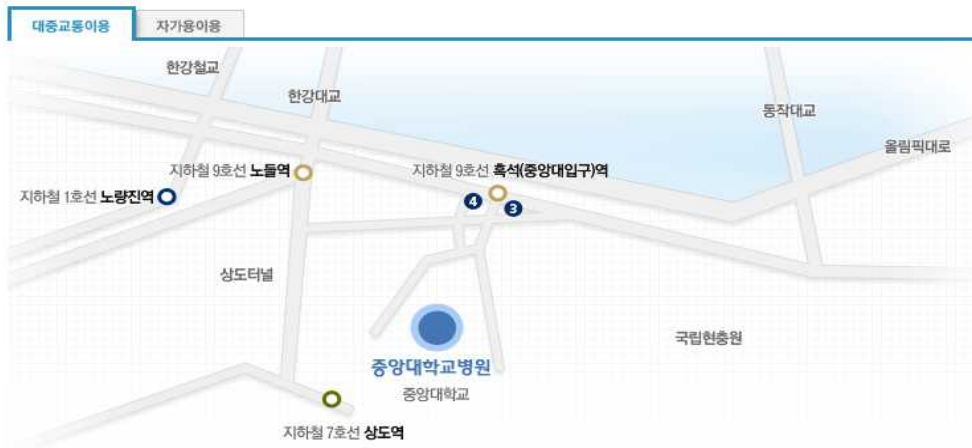 대중교통이용
자가용이용
한강철교
한강대교
동작대교
올림픽대로
지하철 9호선 노들역
지하철 9호선 흑석(중앙대입구)역
지하철 1호선 노량진역
4
3
상도터널
국립현충원
중앙대학교병원
중앙대학교
지하철 7호선 상도역